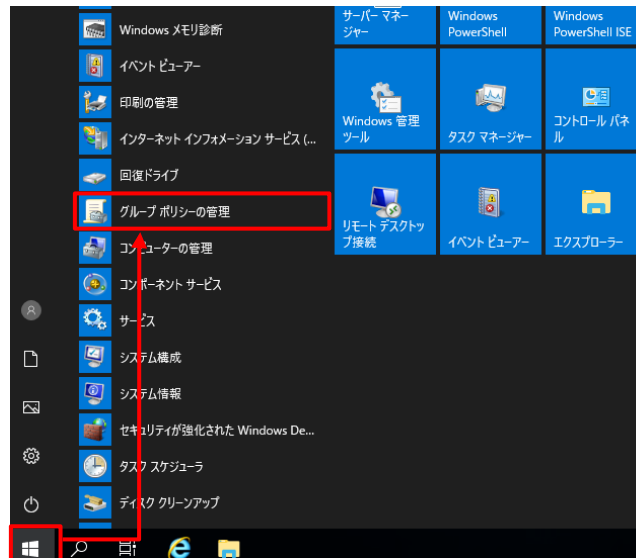 Windows メモリ診断
イベント ビューアー
印刷の管理
インターネット インフォメーション サービス (...
回復ドライブ
グループ ポリシーの管理
コンピューターの管理
コンポーネント サービス
サービス
システム構成
システム情報
セキュリティが強化された Windows De...
タスク スケジューラ
ディスク クリーンアップ
サーバー マネー
ジャー
Windows
PowerShell
Windows
PowerShell ISE
Windows 管理
ツール
タスク マネージャー
コントロール パネ
ル
リモート デスクトッ
プ接続
イベント ビューアー
エクスプローラー